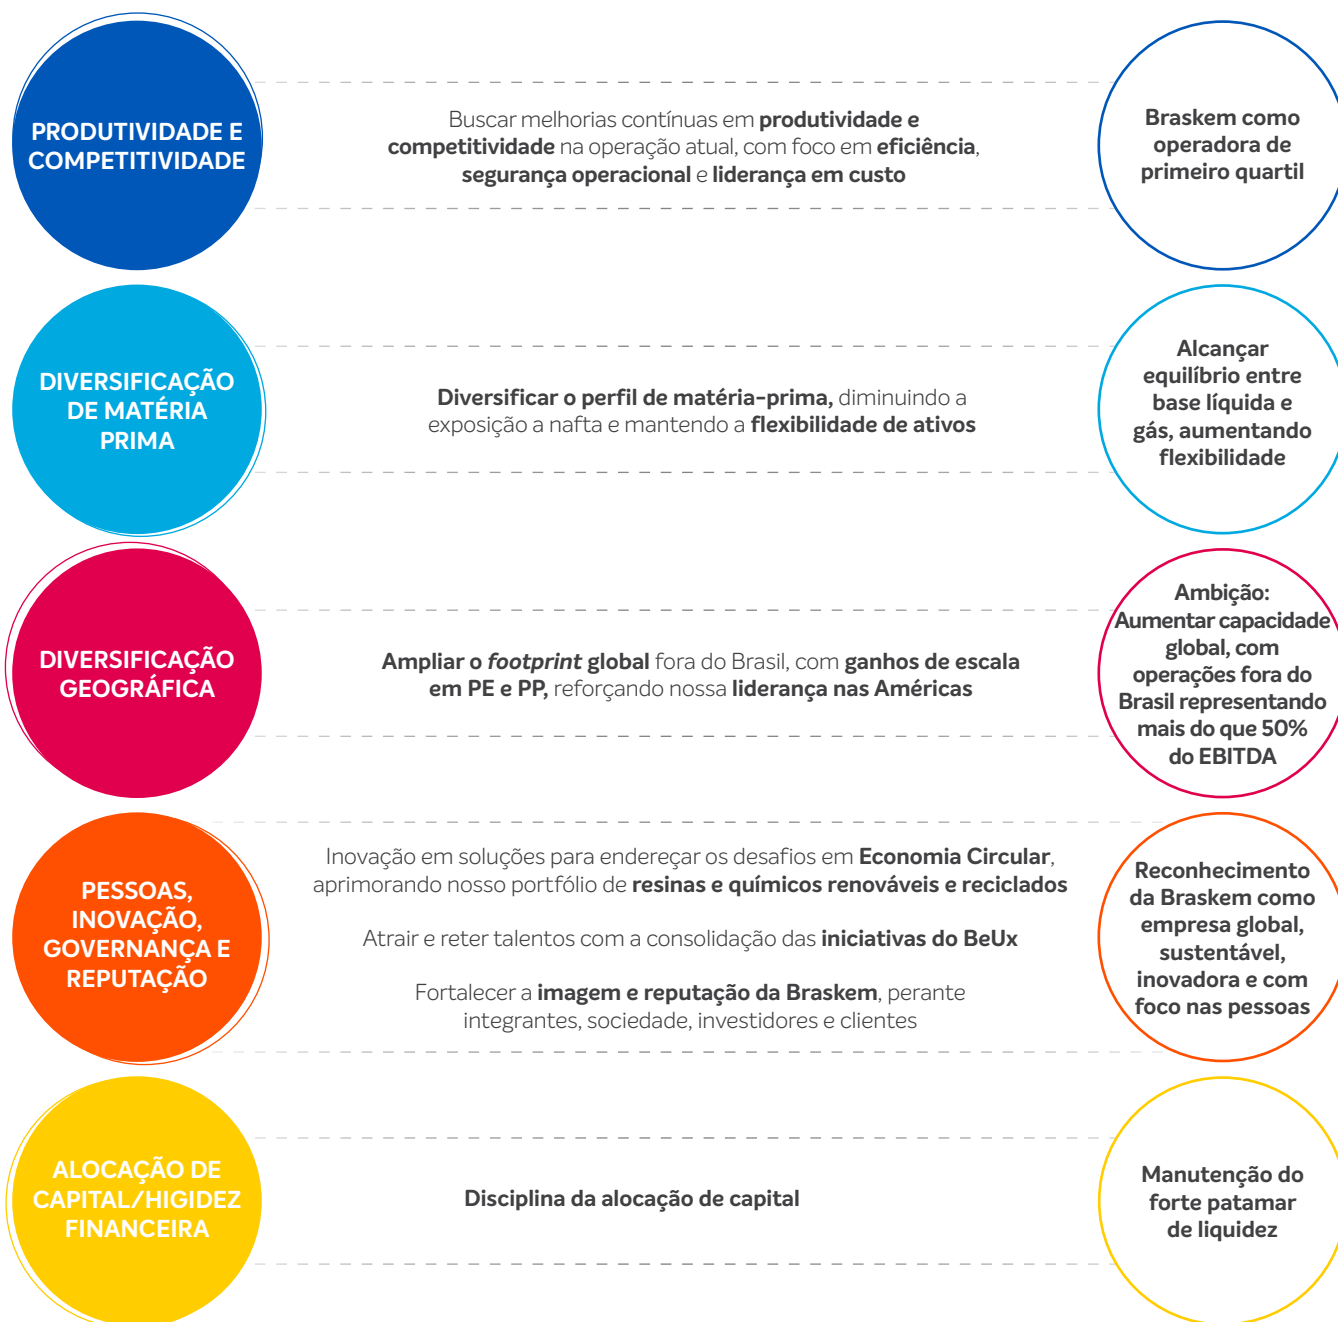 PRODUTIVIDADE E
COMPETITIVIDADE
Buscar melhorias contínuas em produtividade e
competitividade na operação atual, com foco em eficiência,
segurança operacional e liderança em custo
Braskem como
operadora de
primeiro quartil
DIVERSIFICAÇÃO
DE MATÉRIA
PRIMA
Diversificar o perfil de matéria-prima, diminuindo a
exposição a nafta e mantendo a flexibilidade de ativos
Alcançar
equilíbrio entre
base líquida e
gás, aumentando
flexibilidade
DIVERSIFICAÇÃO
GEOGRÁFICA
Ampliar o footprint global fora do Brasil, com ganhos de escala
em PE e PP, reforçando nossa liderança nas Américas
Ambição:
Aumentar capacidade
global, com
operações fora do
Brasil representando
mais do que 50%
do EBITDA
PESSOAS,
INOVAÇÃO,
GOVERNANÇA E
REPUTAÇÃO
Inovação em soluções para endereçar os desafios em Economia Circular,
aprimorando nosso portfólio de resinas e químicos renováveis e reciclados
Atrair e reter talentos com a consolidação das iniciativas do BeUx
Fortalecer a imagem e reputação da Braskem, perante
integrantes, sociedade, investidores e clientes
Reconhecimento
da Braskem como
empresa global,
sustentável,
inovadora e com
foco nas pessoas
ALOCAÇÃO DE
CAPITAL/HIGIDEZ
FINANCEIRA
Disciplina da alocação de capital
Manutenção do
forte patamar
de liquidez